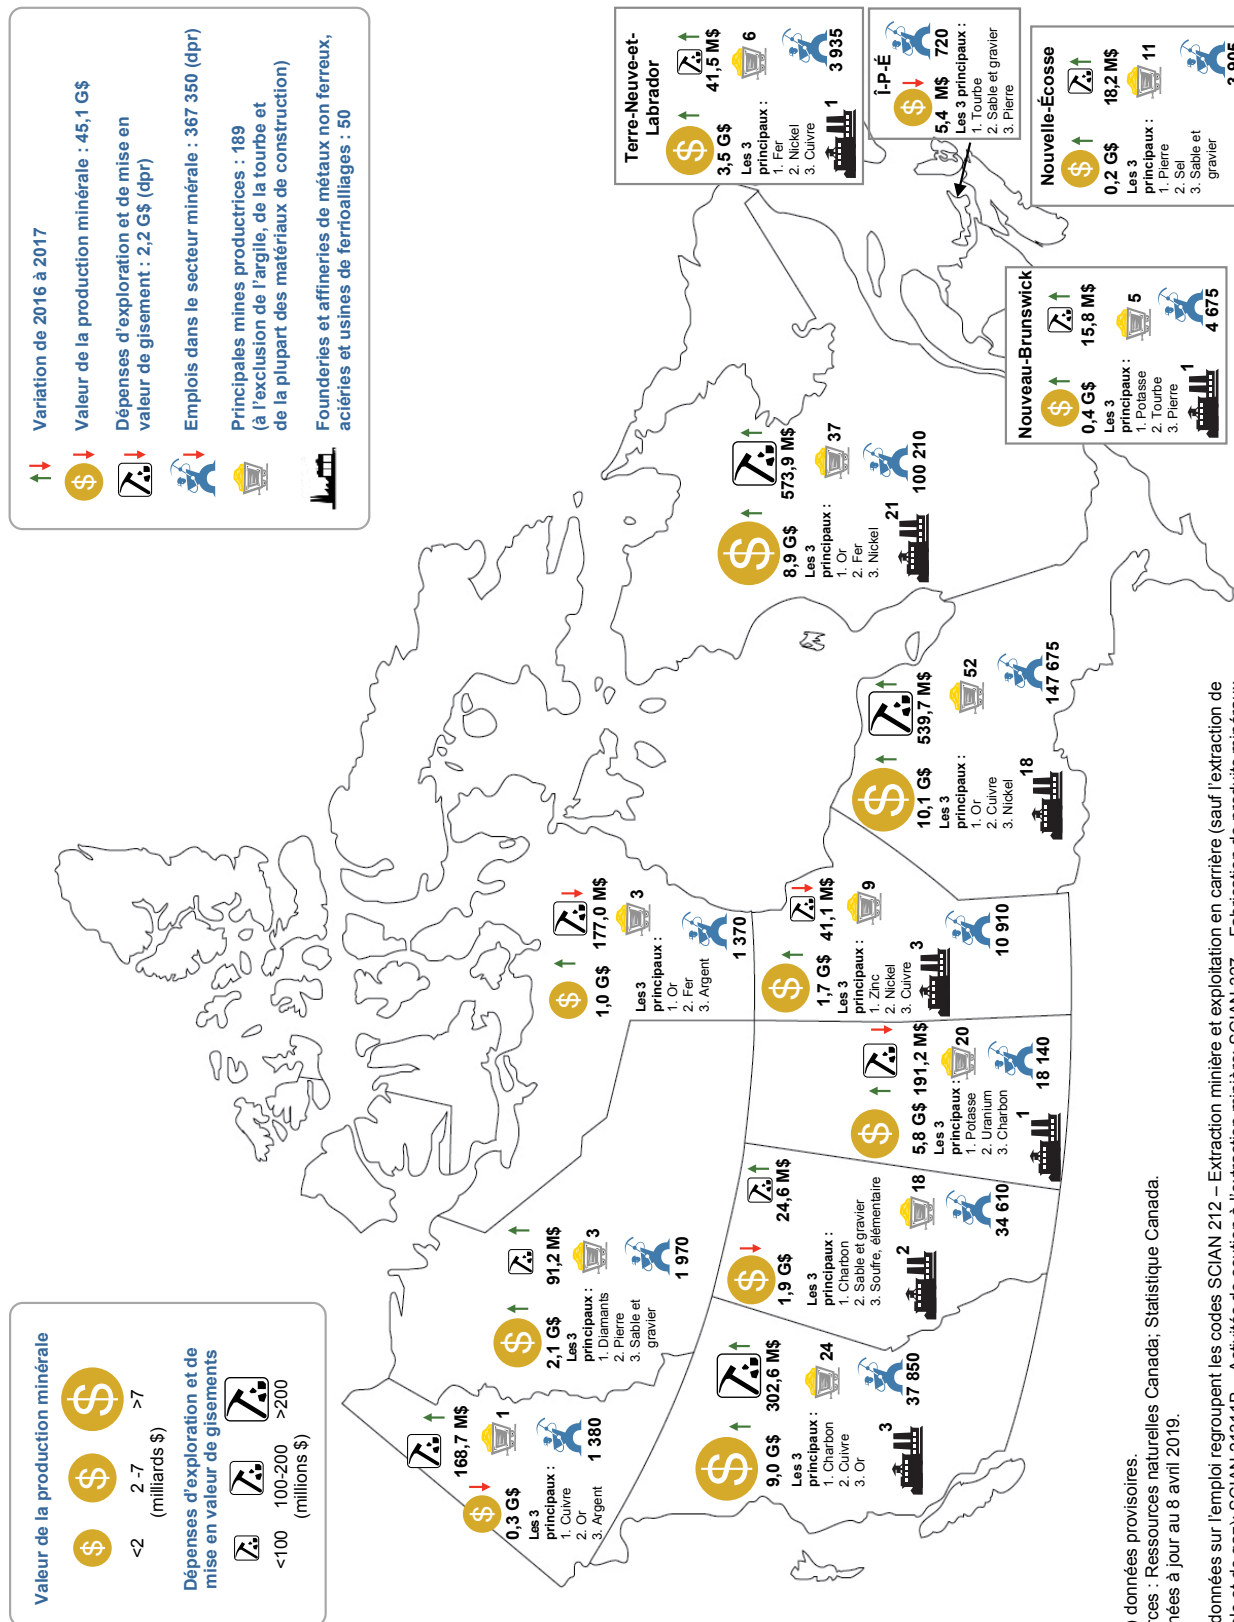 Valeur de la production minérale
<2
2 -7
>7
(milliards $)
Dépenses d'exploration et de
mise en valeur de gisements
<100
100-200
>200
(millions $)
Variation de 2016 à 2017
Valeur de la production minérale : 45,1 G$
Dépenses d'exploration et de mise en
valeur de gisement : 2,2 G$ (dpr)
Emplois dans le secteur minérale : 367 350 (dpr)
Principales mines productrices : 189
(à l'exclusion de l'argile, de la tourbe et
de la plupart des matériaux de construction)
Founderies et affineries de métaux non ferreux,
aciéries et usines de ferrioalliages : 50
168,7 M$
0,3 G$
1
Les 3
principaux :
1. Cuivre
2. Or
3. Argent
1 380
91,2 M$
2,1 G$
3
Les 3
principaux :
1. Diamants
2. Pierre
3. Sable et
gravier
1 970
177,0 M$
1,0 G$
3
Les 3
principaux :
1. Or
2. Fer
3. Argent
1 370
302,6 M$
9,0 G$
24
Les 3
principaux :
1. Charbon
2. Cuivre
3. Or
37 850
3
24,6 M$
1,9 G$
Les 3
principaux :
1. Charbon
2. Sable et gravier
3. Soufre, élémentaire
18
2
34 610
5,8 G$ 191,2 M$
Les 3
principaux :
20
1. Potasse
2. Uranium
3. Charbon
18 140
1
41,1 M$
1,7 G$
9
Les 3
principaux :
1. Zinc
2. Nickel
3. Cuivre
3
10 910
539,7 M$
10,1 G$
52
Les 3
principaux :
1. Or
2. Cuivre
3. Nickel
18
147 675
573,9 M$
8,9 G$
37
Les 3
principaux :
1. Or
2. Fer
3. Nickel
21
100 210
Terre-Neuve-et-
Labrador
41,5 M$
3,5 G$
6
Les 3
principaux :
1. Fer
2. Nickel
3. Cuivre
3 935
1
Î-P-É
5,4 M$
720
Les 3 principaux :
1. Tourbe
2. Sable et gravier
3. Pierre
Nouvelle-Écosse
18,2 M$
0,2 G$
11
Les 3
principaux :
1. Pierre
2. Sel
3. Sable et
gravier
3 905
Nouveau-Brunswick
15,8 M$
0,4 G$
5
Les 3
principaux :
1. Potasse
2. Tourbe
3. Pierre
1
4 675
) données provisoires.
rces : Ressources naturelles Canada; Statistique Canada.
nées à jour au 8 avril 2019.
données sur l'emploi regroupent les codes SCIAN 212 – Extraction minière et exploitation en carrière (sauf l'extraction de